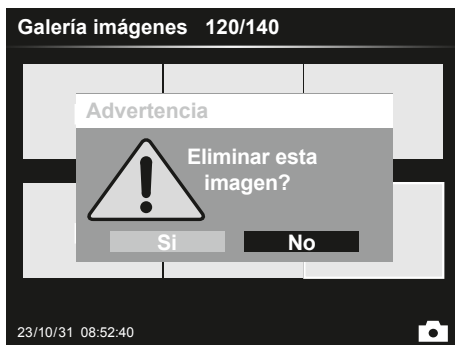 Galería imágenes 120/140
Advertencia
Eliminar esta
imagen?
Si No
23/10/31 08:52:40